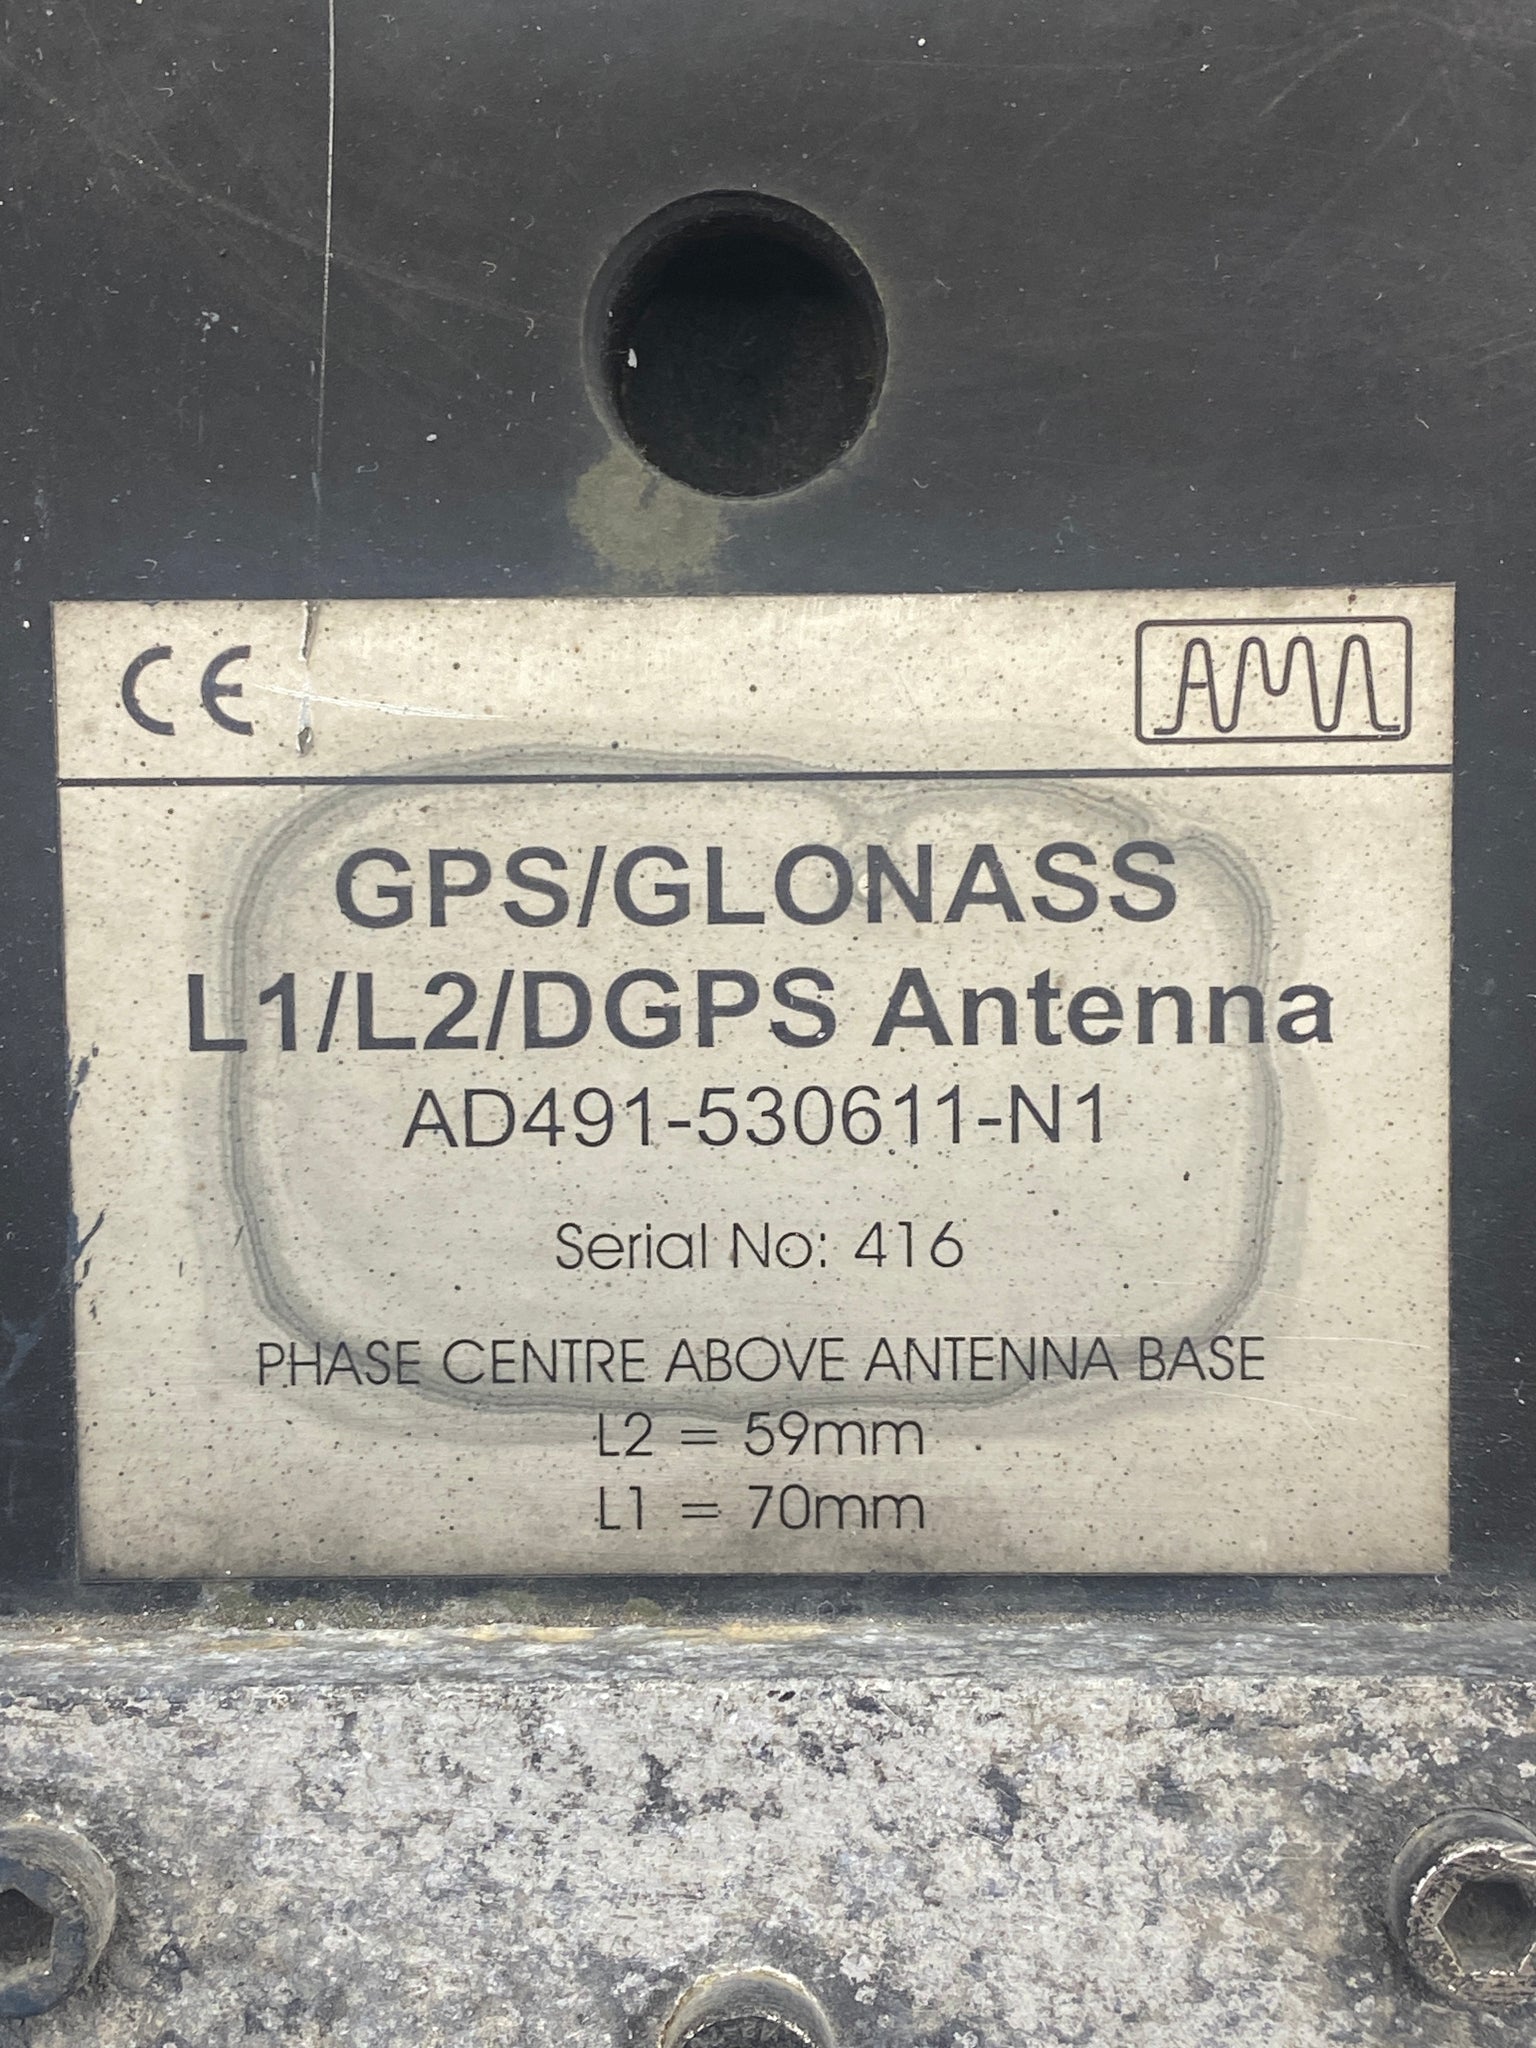 CE
AMA
GPS/GLONASS
L1/L2/DGPS Antenna
AD491-530611-N1
Serial No: 416
PHASE CENTRE ABOVE ANTENNA BASE
L2 = 59mm
L1 = 70mm